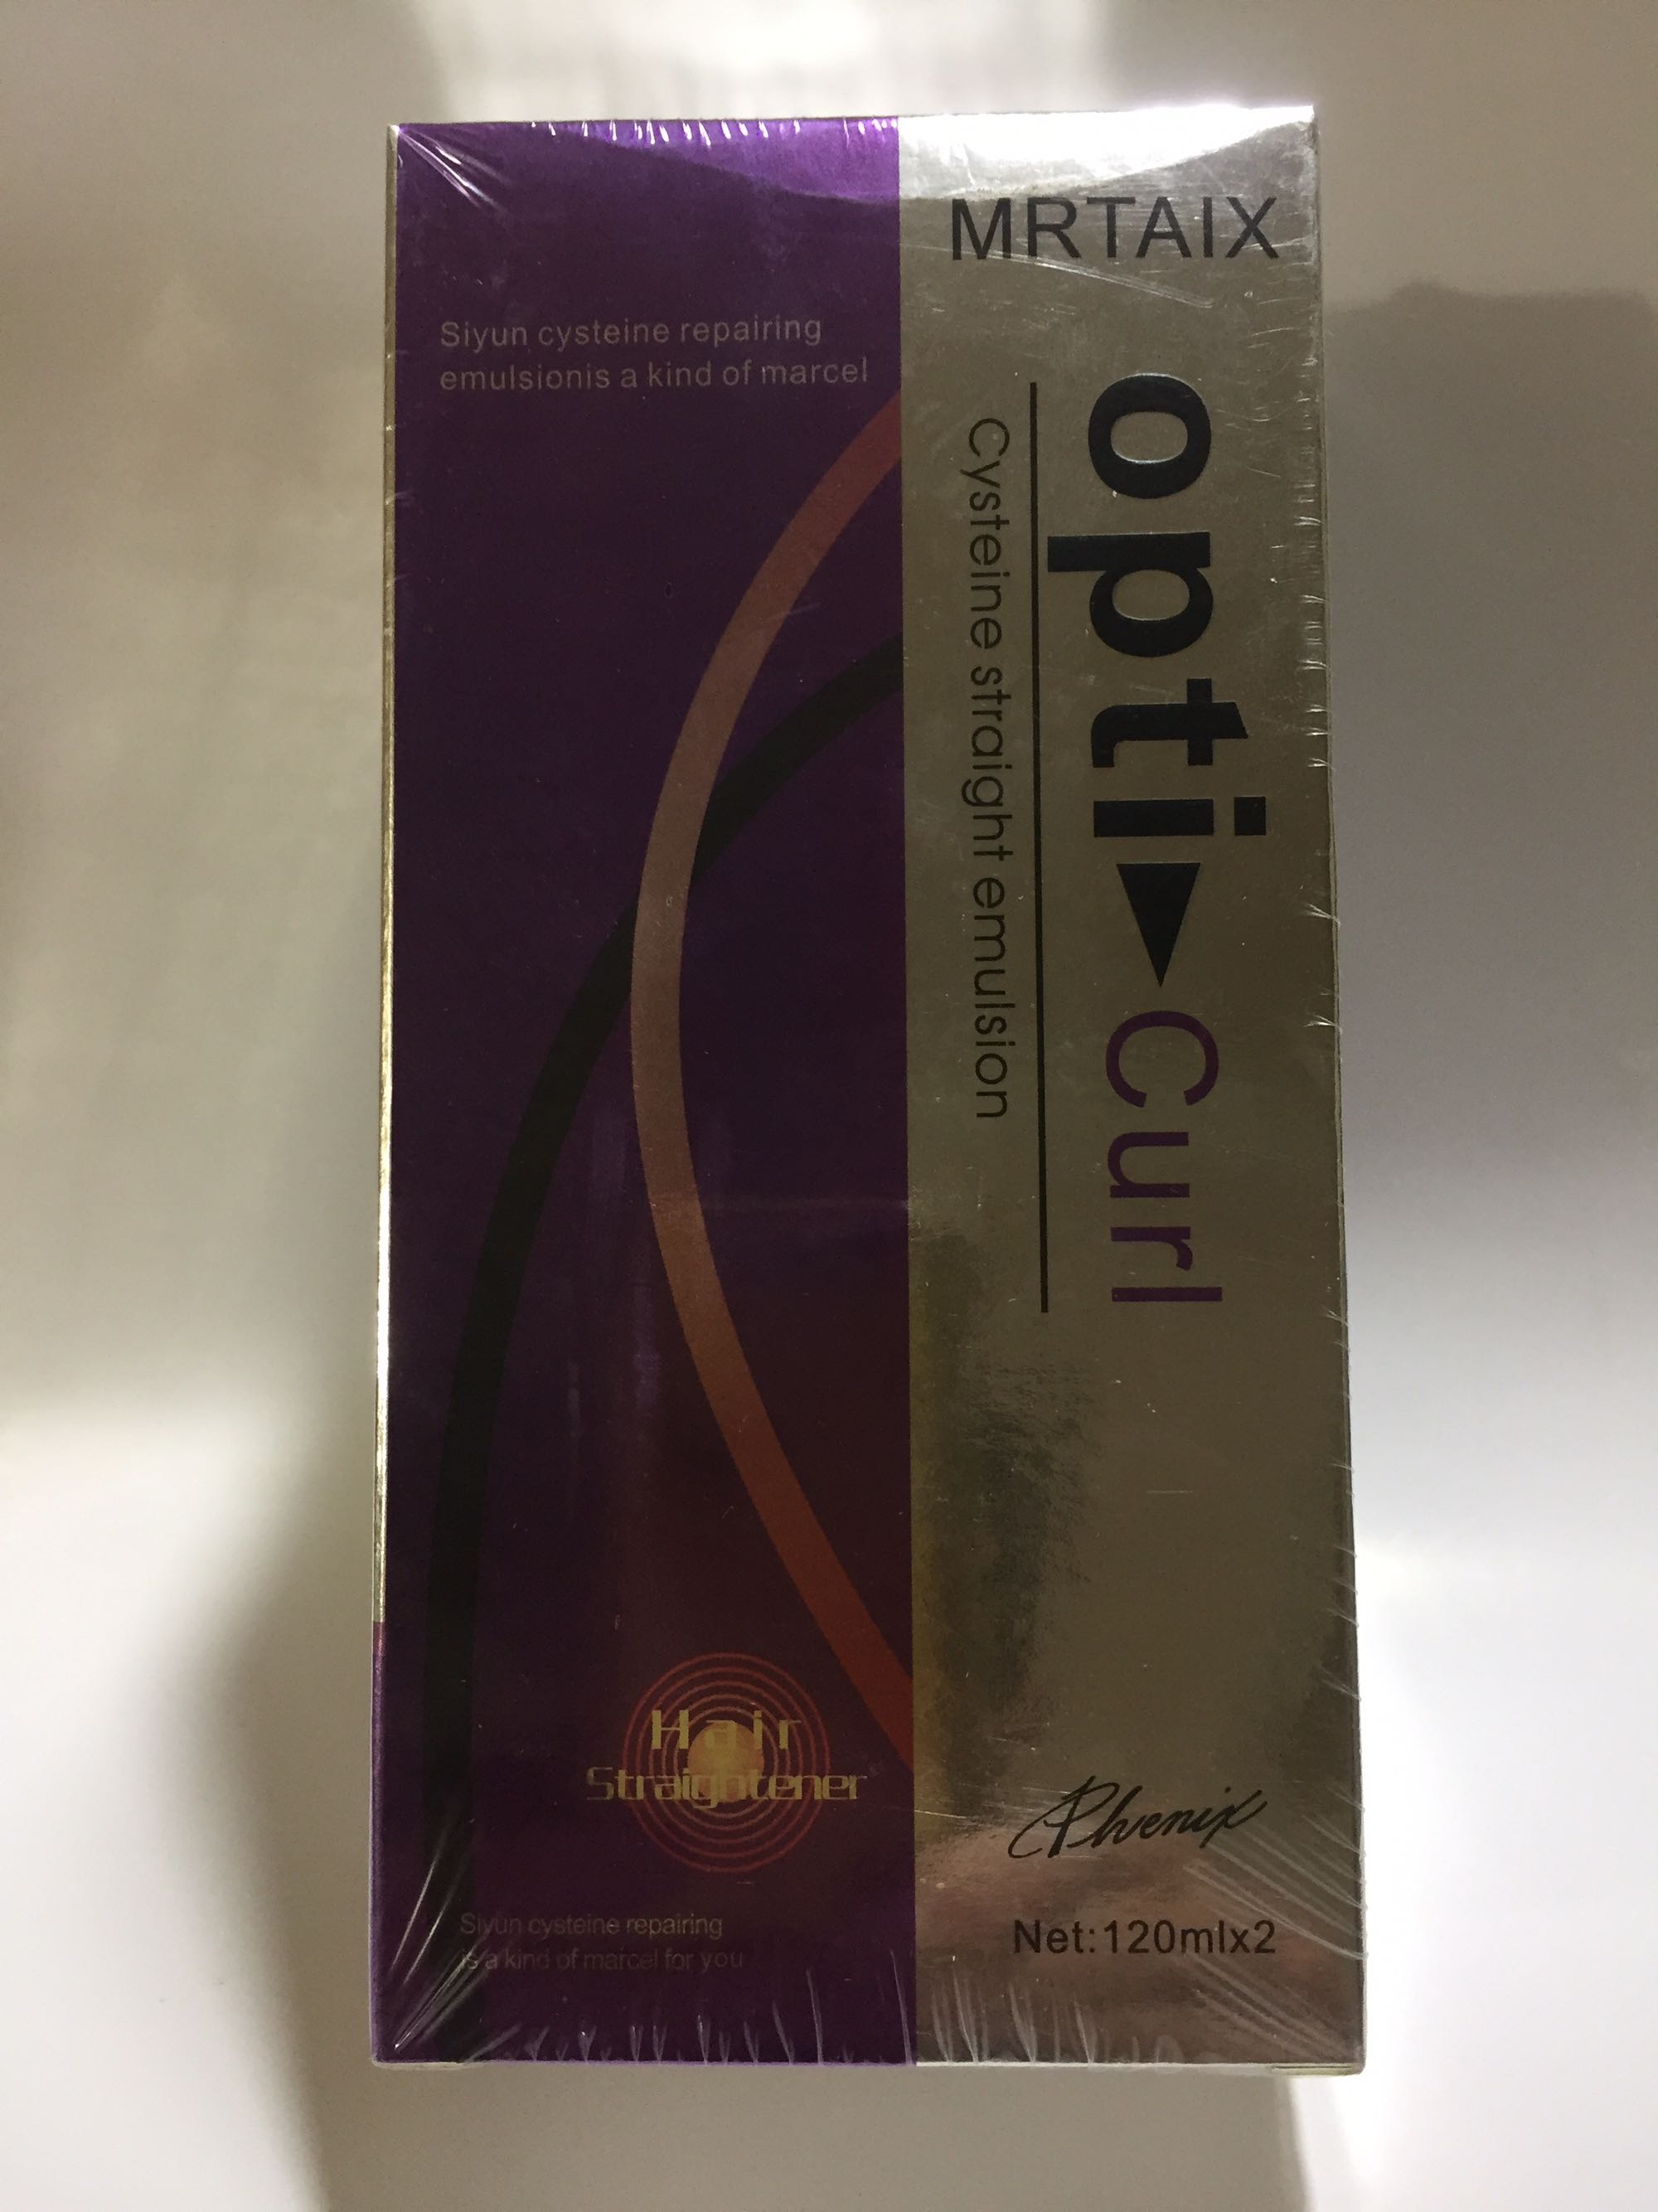 MRTAIX
Siyun cysteine repairing
emulsionis a kind of marcel
opti Curl
Cysteine straight emulsion
Hair
Straightener
Phoenix
Siyun cysteine repairing
is a kind of marcel for you
Net:120mlx2